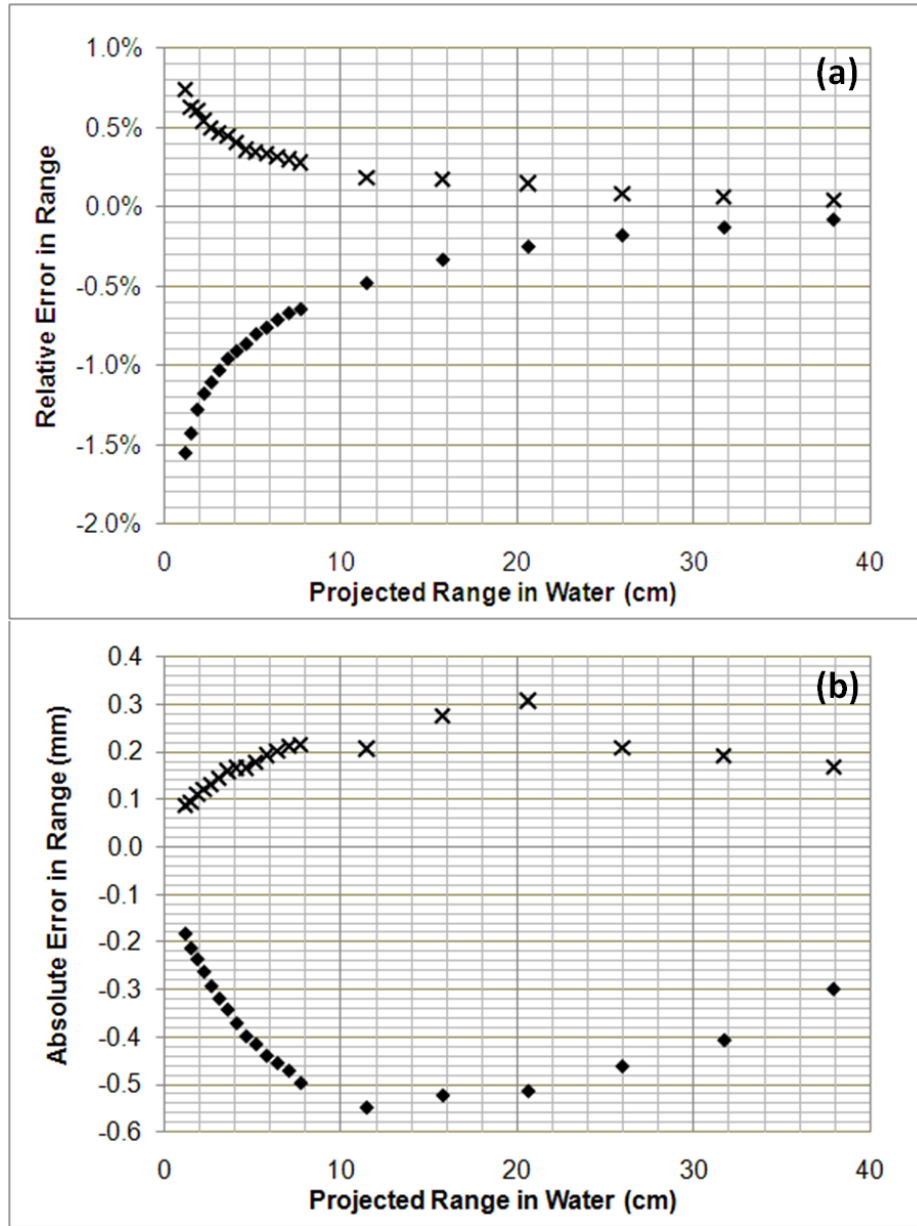 (a)
Relative Error in Range
1.0%
0.5%
0.0%
-0.5%
-1.0%
-1.5%
-2.0%
0 10 20 30 40
Projected Range in Water (cm)
(b)
Absolute Error in Range (mm)
0.4
0.3
0.2
0.1
0.0
-0.1
-0.2
-0.3
-0.4
-0.5
-0.6
0 10 20 30 40
Projected Range in Water (cm)